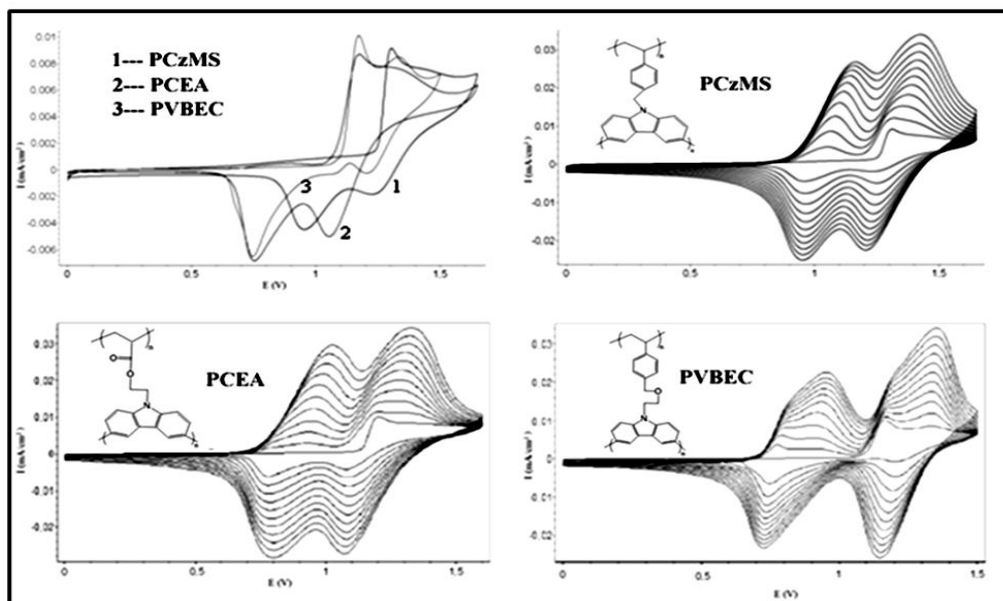 1--- PCzMS
2--- PCEA
3--- PVBEC
I (mA/cm²)
0.01
0.008
0.006
0.004
0.002
0
-0.002
-0.004
-0.006
3
1
2
0
1
1.5
E (V)
PCzMS
n
N
n
I (mA/cm²)
0.03
0.02
0.01
0
-0.01
-0.02
0
0.5
1
1.5
E (V)
PCEA
n
O
O
N
n
I (mA/cm²)
0.03
0.02
0.01
0
-0.01
-0.02
0
0.5
1
1.5
E (V)
PVBEC
n
O
N
n
I (mA/cm²)
0.03
0.02
0.01
0
-0.01
-0.02
0
0.5
1
1.5
E (V)